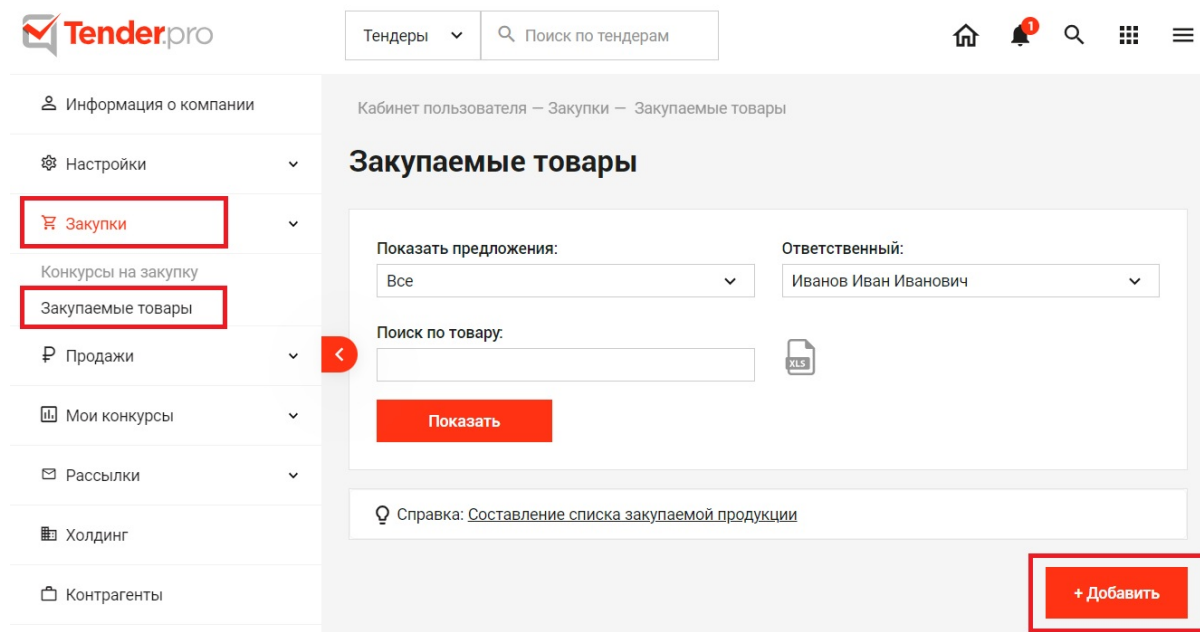 Tender.pro
Тендеры
Поиск по тендерам
1
Информация о компании
Настройки
Закупки
Конкурсы на закупку
Закупаемые товары
Продажи
Мои конкурсы
Рассылки
Холдинг
Контрагенты
Кабинет пользователя — Закупки — Закупаемые товары
Закупаемые товары
Показать предложения:
Ответственный:
Все
Иванов Иван Иванович
Поиск по товару:
XLS
Показать
Справка: Составление списка закупаемой продукции
+ Добавить